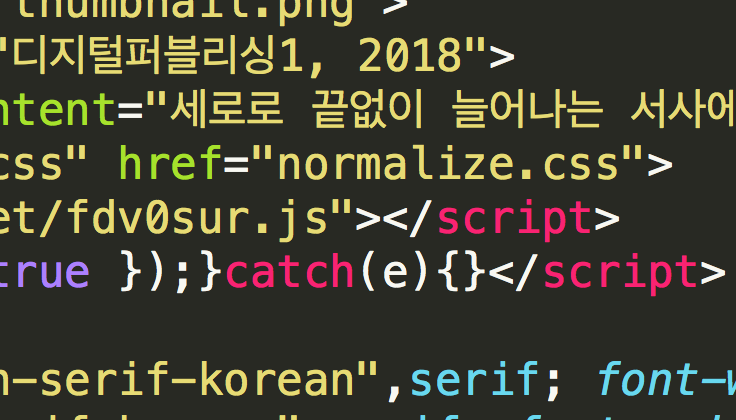 thumbnail.png">
"디지털퍼블리싱1, 2018">
ntent="세로로 끝없이 늘어나는 서사에
css" href="normalize.css">
et/fdv0sur.js"></script>
true });}catch(e){}</script>
n-serif-korean",serif; font-w